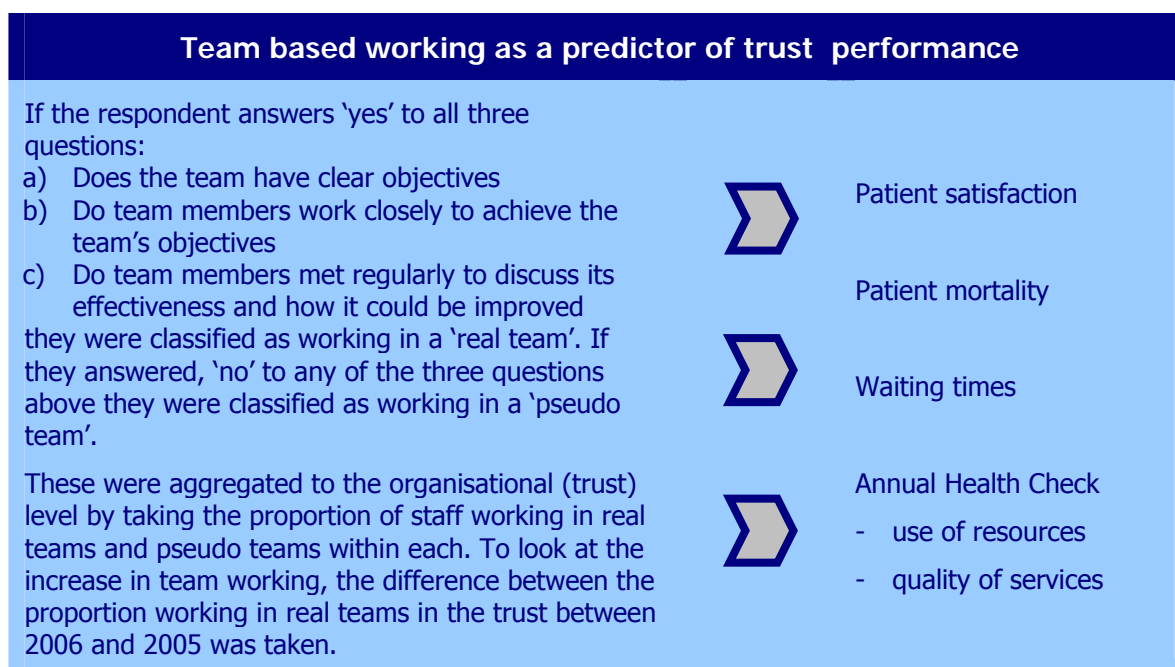 Team based working as a predictor of trust performance
If the respondent answers ‘yes’ to all three
questions:
a) Does the team have clear objectives
b) Do team members work closely to achieve the
team’s objectives
c) Do team members met regularly to discuss its
effectiveness and how it could be improved
they were classified as working in a ‘real team’. If
they answered, ‘no’ to any of the three questions
above they were classified as working in a ‘pseudo
team’.
These were aggregated to the organisational (trust)
level by taking the proportion of staff working in real
teams and pseudo teams within each. To look at the
increase in team working, the difference between the
proportion working in real teams in the trust between
2006 and 2005 was taken.
Patient satisfaction
Patient mortality
Waiting times
Annual Health Check
- use of resources
- quality of services